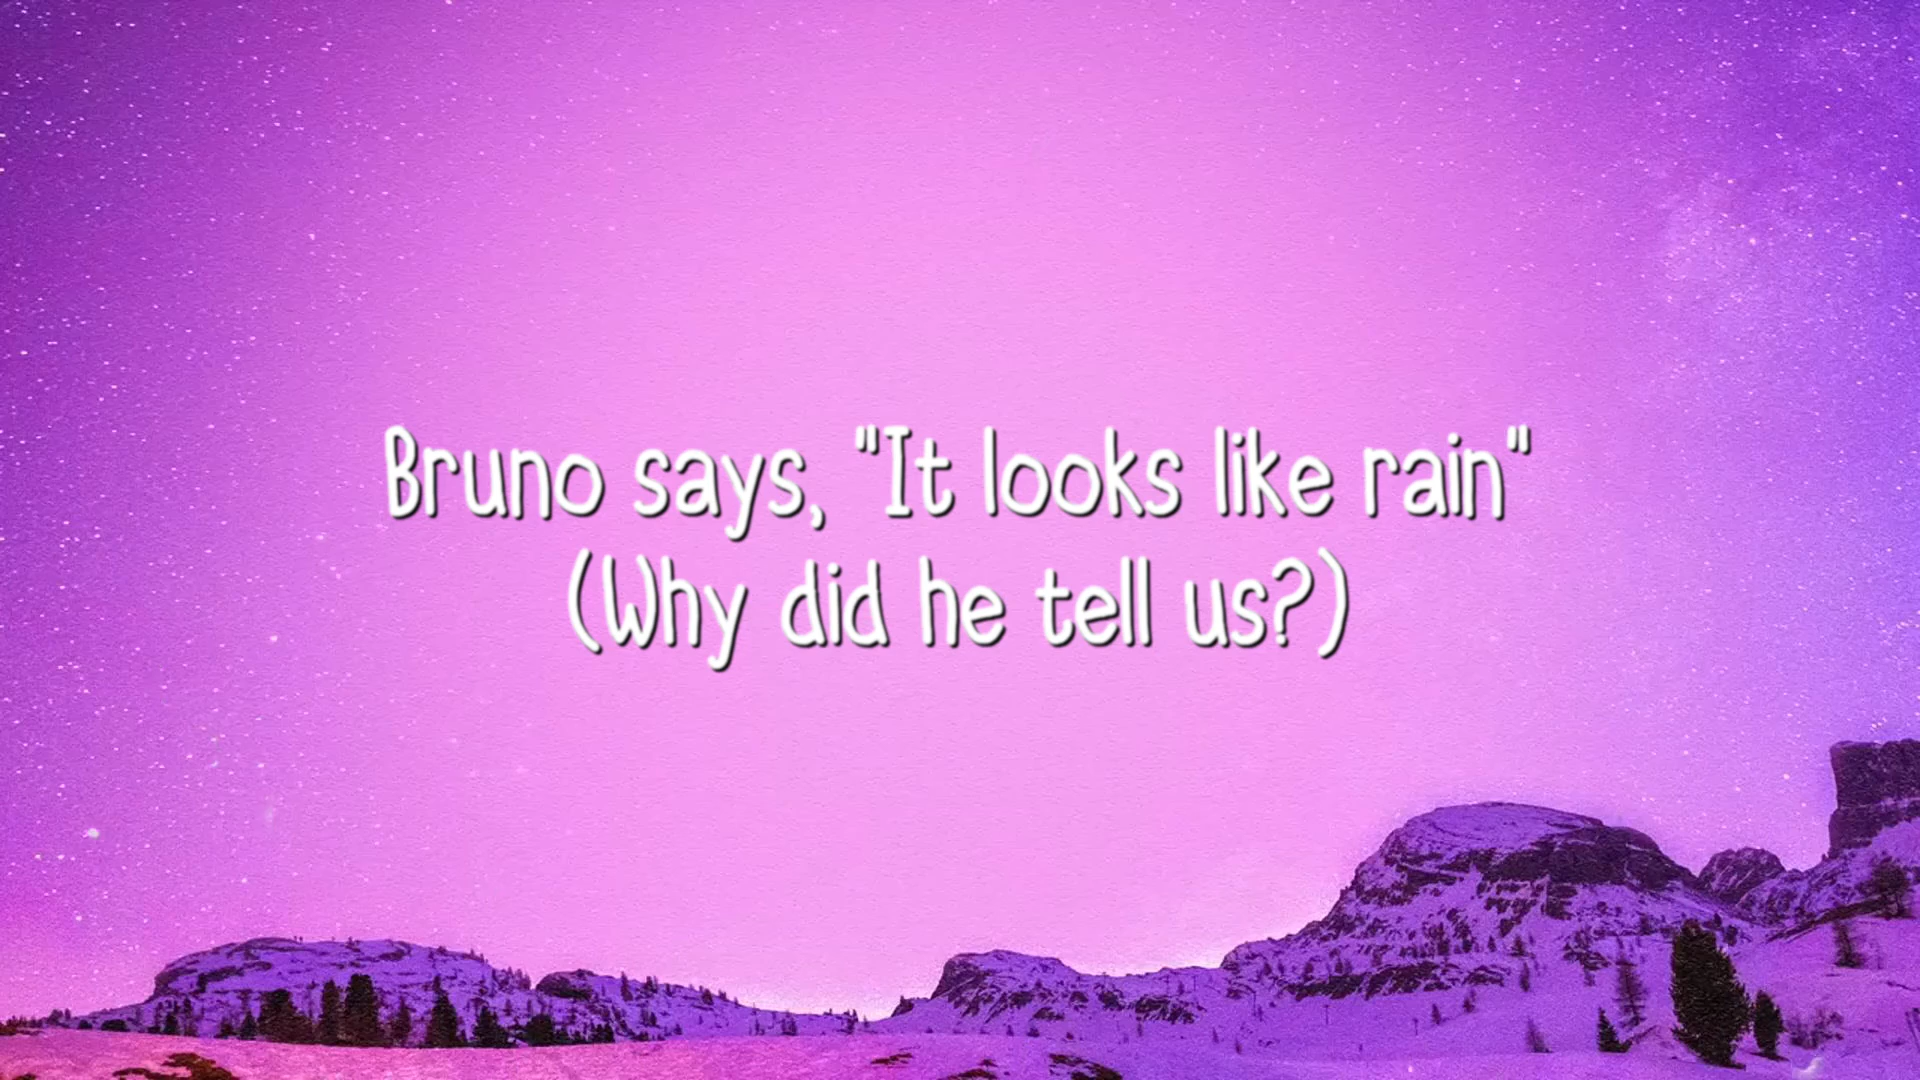 Bruno says, "It looks like rain"
(Why did he tell us?)